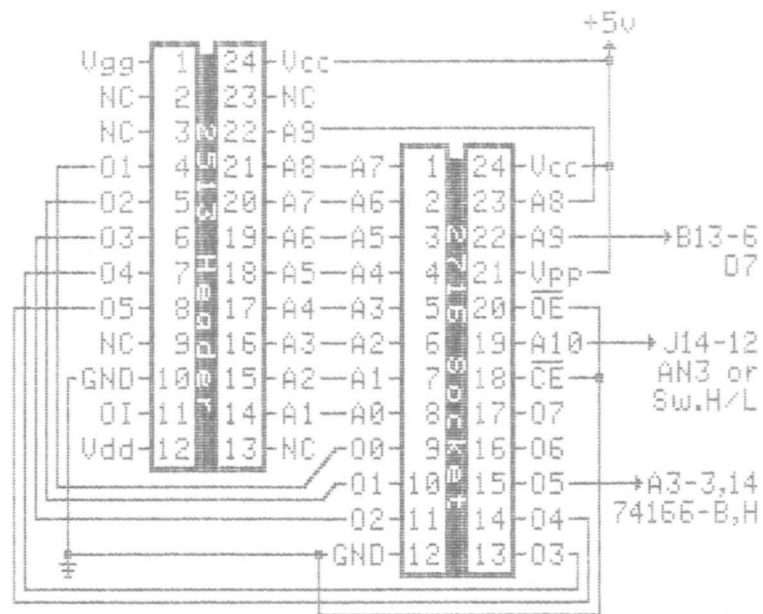 +5v
Vgg 1 24 Vcc
NC 2 23 NC
NC 3 22 A9
O1 4 21 A8 A7 1 24 Vcc
O2 5 20 A7 A6 2 23 A8
O3 6 19 A6 A5 3 22 A9 B13-6
O7
O4 7 18 A5 A4 4 21 Vpp
O5 8 17 A4 A3 5 20 OE
NC 9 16 A3 A2 6 19 A10 J14-12
GND 10 15 A2 A1 7 18 CE AN3 or
OI 11 14 A1 A0 8 17 O7 Sw.H/L
Vdd 12 13 NC O0 9 16 O6
O1 10 15 O5 A3-3,14
O2 11 14 O4 74166-B,H
GND 12 13 O3
2513 Header
2716 Socket